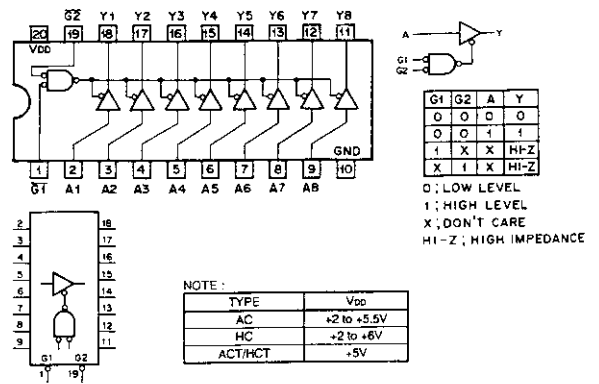 G2 Y1 Y2 Y3 Y4 Y5 Y6 Y7 Y8
20 19 18 17 16 15 14 13 12 11
VDD
GND
1 2 3 4 5 6 7 8 9 10
G1 A1 A2 A3 A4 A5 A6 A7 A8
A Y
G1
G2
G1 G2 A Y
0 0 0 0
0 0 1 1
1 X X HI-Z
X 1 X HI-Z
0 ; LOW LEVEL
1 ; HIGH LEVEL
X ; DON'T CARE
HI-Z ; HIGH IMPEDANCE
2 18
3 17
4 16
5 15
6 14
7 13
8 12
9 11
G1 G2
1 19
NOTE :
TYPE VDD
AC +2 to +5.5V
HC +2 to +6V
ACT/HCT +5V